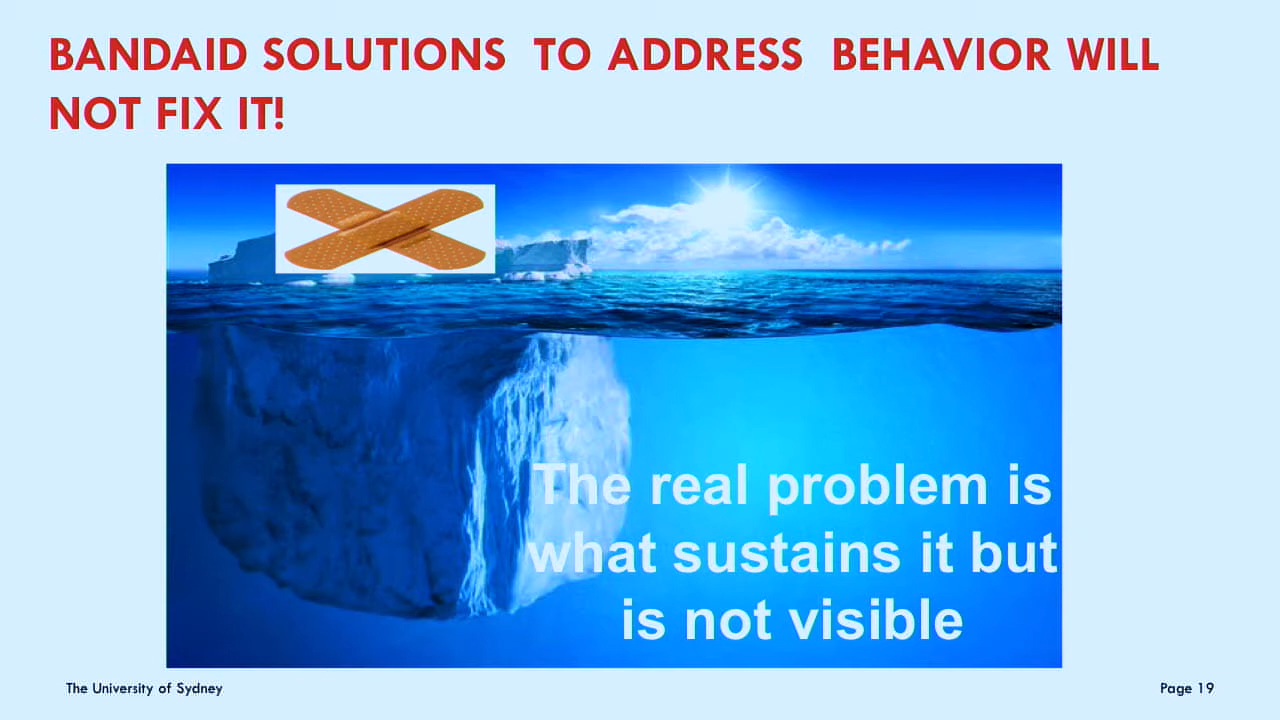 BANDAID SOLUTIONS TO ADDRESS BEHAVIOR WILL
NOT FIX IT!
The real problem is
what sustains it but
is not visible
The University of Sydney
Page 19